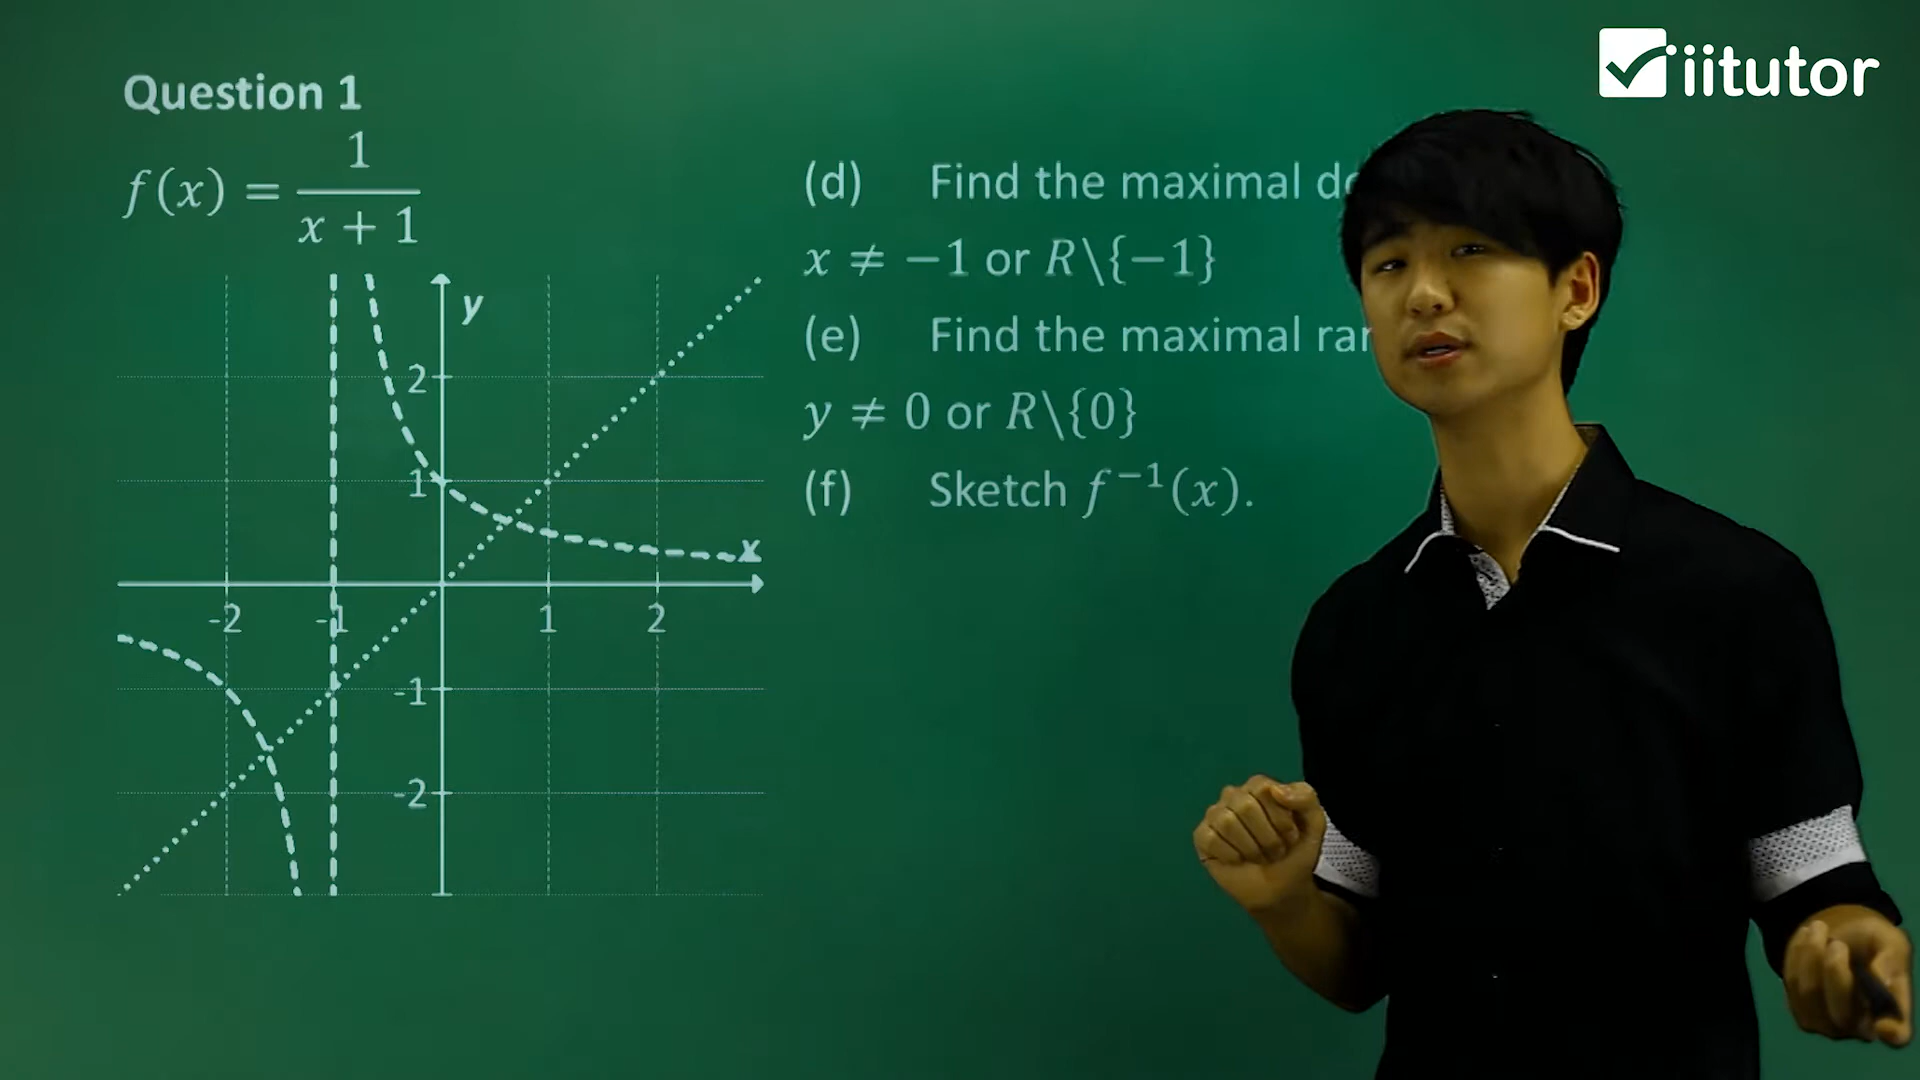 iitutor
Question 1
f(x) = 1/(x + 1)
(d) Find the maximal
x ≠ −1 or R\{−1}
(e) Find the maximal
y ≠ 0 or R\{0}
(f) Sketch f⁻¹(x).
y
2
1
x
-2 -1 1 2
-1
-2